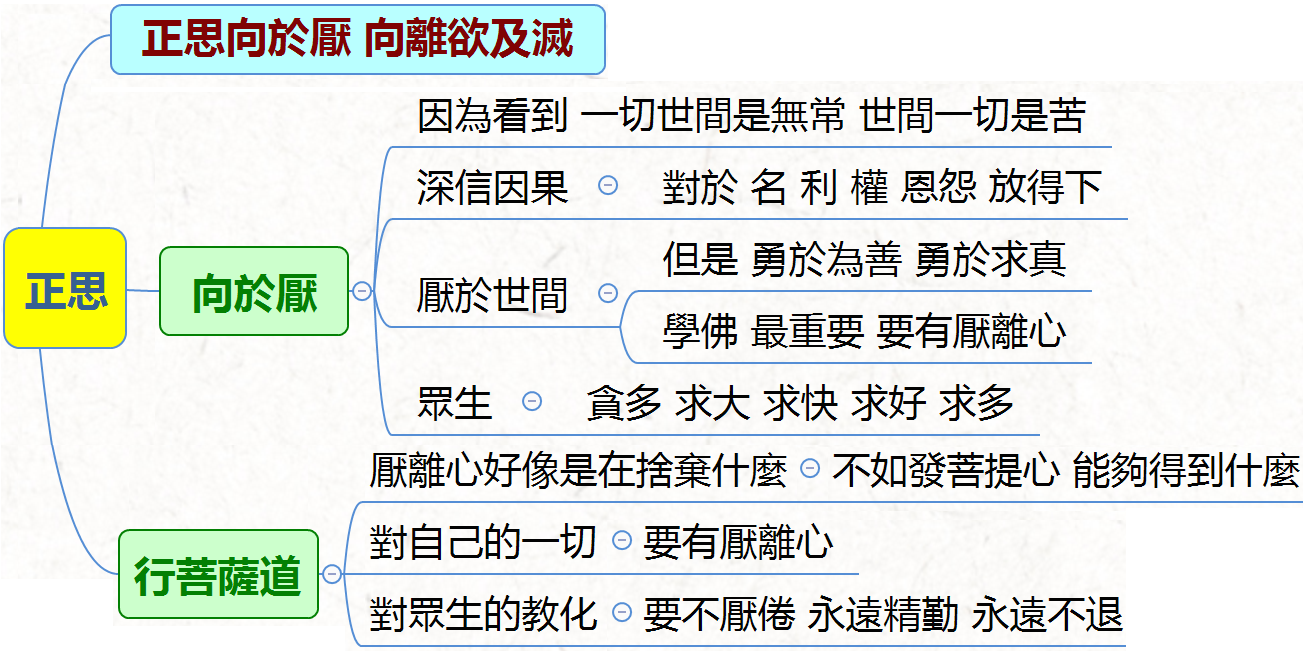 正思向於厭 向離欲及滅
正思
向於厭
因為看到 一切世間是無常 世間一切是苦
深信因果 對於 名 利 權 恩怨 放得下
厭於世間
但是 勇於為善 勇於求真
學佛 最重要 要有厭離心
眾生 貪多 求大 求快 求好 求多
行菩薩道
厭離心好像是在捨棄什麼 不如發菩提心 能夠得到什麼
對自己的一切 要有厭離心
對眾生的教化 要不厭倦 永遠精勤 永遠不退